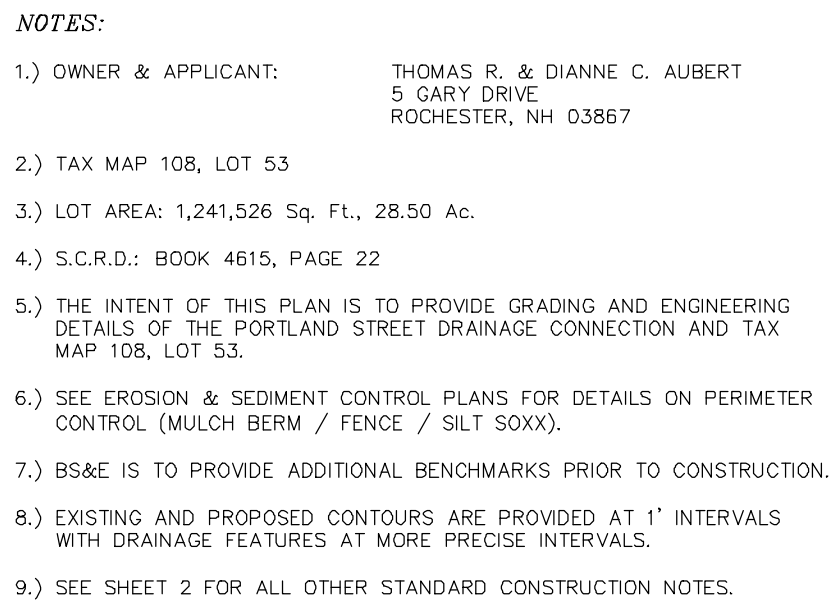 NOTES:
1.) OWNER & APPLICANT: THOMAS R. & DIANNE C. AUBERT
5 GARY DRIVE
ROCHESTER, NH 03867
2.) TAX MAP 108, LOT 53
3.) LOT AREA: 1,241,526 Sq. Ft., 28.50 Ac.
4.) S.C.R.D.: BOOK 4615, PAGE 22
5.) THE INTENT OF THIS PLAN IS TO PROVIDE GRADING AND ENGINEERING
DETAILS OF THE PORTLAND STREET DRAINAGE CONNECTION AND TAX
MAP 108, LOT 53.
6.) SEE EROSION & SEDIMENT CONTROL PLANS FOR DETAILS ON PERIMETER
CONTROL (MULCH BERM / FENCE / SILT SOXX).
7.) BS&E IS TO PROVIDE ADDITIONAL BENCHMARKS PRIOR TO CONSTRUCTION.
8.) EXISTING AND PROPOSED CONTOURS ARE PROVIDED AT 1' INTERVALS
WITH DRAINAGE FEATURES AT MORE PRECISE INTERVALS.
9.) SEE SHEET 2 FOR ALL OTHER STANDARD CONSTRUCTION NOTES.